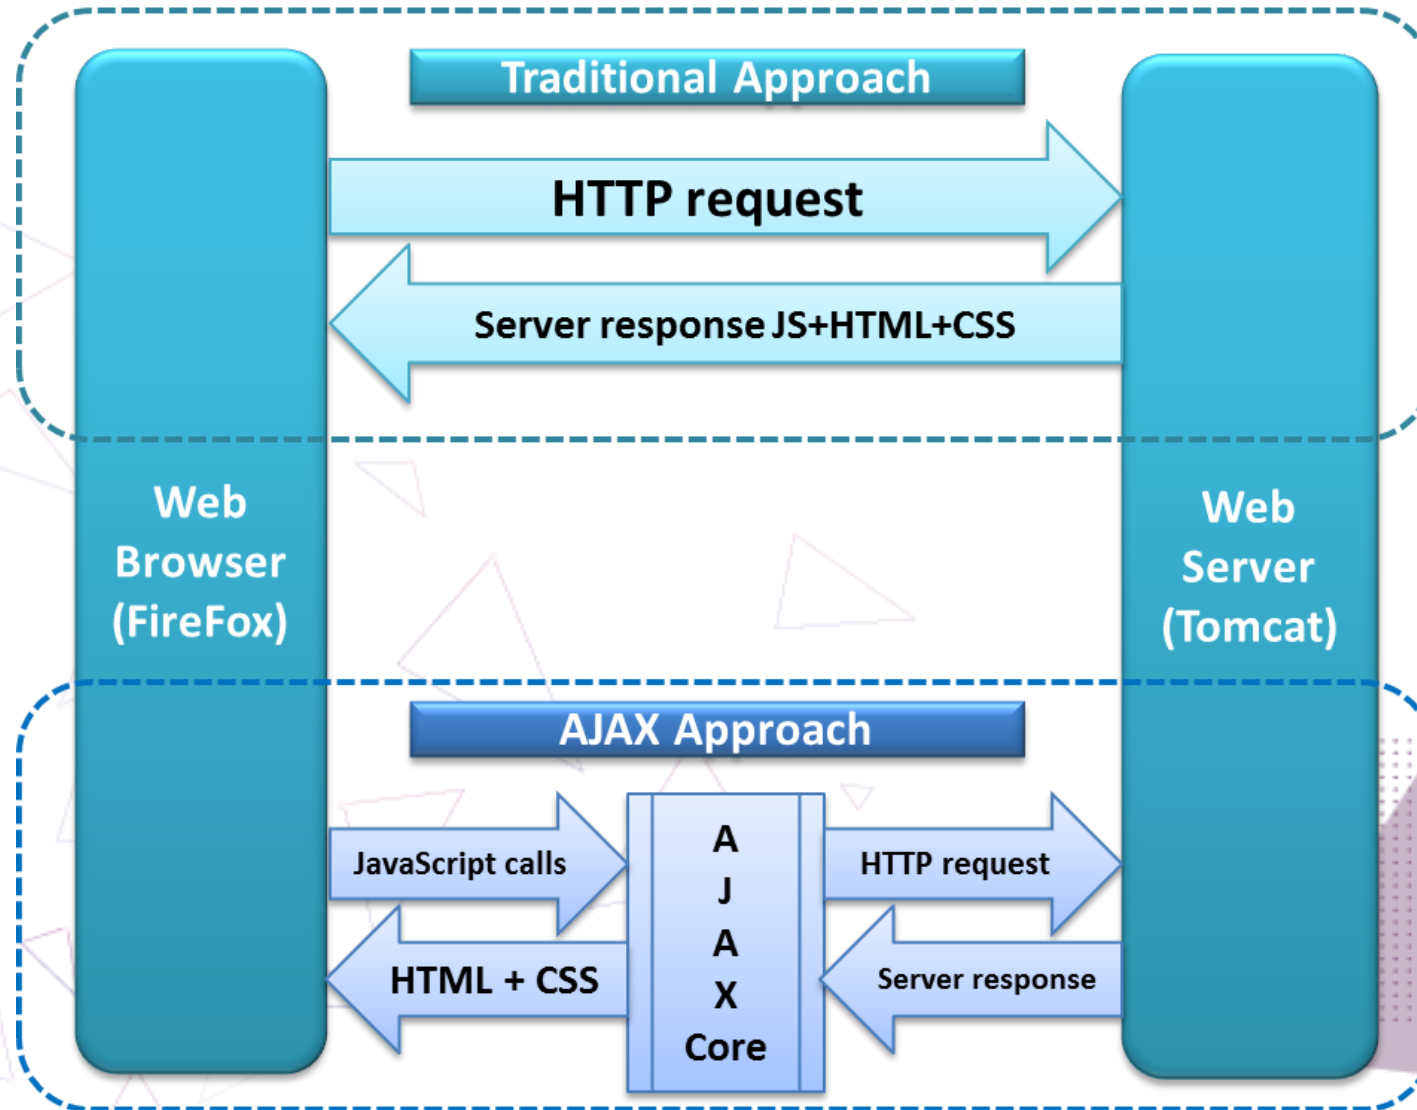 Traditional Approach
HTTP request
Server response JS+HTML+CSS
Web
Browser
(FireFox)
Web
Server
(Tomcat)
AJAX Approach
JavaScript calls
HTML + CSS
A
J
A
X
Core
HTTP request
Server response